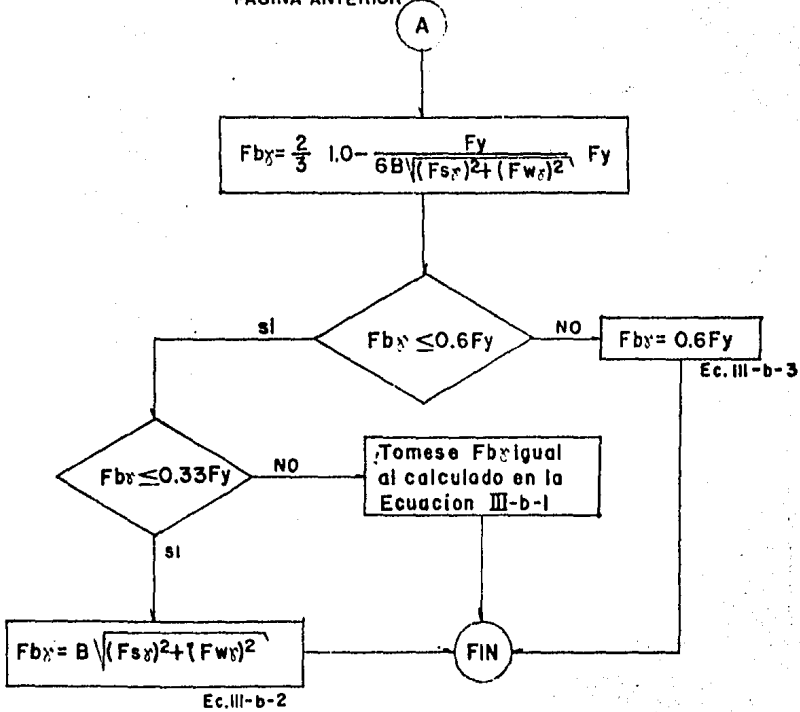 PAGINA ANTERIOR
A
Fbγ= 2/3 1.0- Fy/6B√(Fsγ)²+(Fwγ)² Fy
Fbγ ≤0.6Fy
si
NO
Fbγ= 0.6Fy
Ec. III-b-3
Fbγ≤0.33Fy
NO
Tomese Fbγigual
al calculado en la
Ecuacion III-b-1
si
Fbγ= B√(Fsγ)²+(Fwγ)²
Ec.III-b-2
FIN